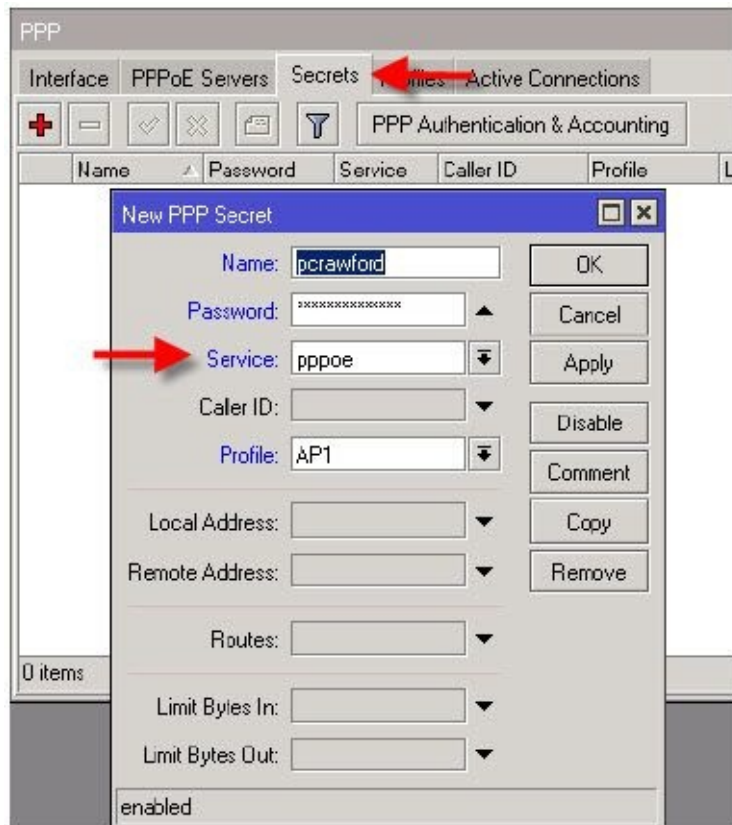 PPP
Interface PPPoE Servers Secrets Profiles Active Connections
PPP Authentication & Accounting
Name Password Service Caller ID Profile L
New PPP Secret
Name: pcrawford OK
Password: ************** Cancel
Service: pppoe Apply
Caller ID: Disable
Profile: AP1 Comment
Local Address: Copy
Remote Address: Remove
Routes:
0 items
Limit Bytes In:
Limit Bytes Out:
enabled